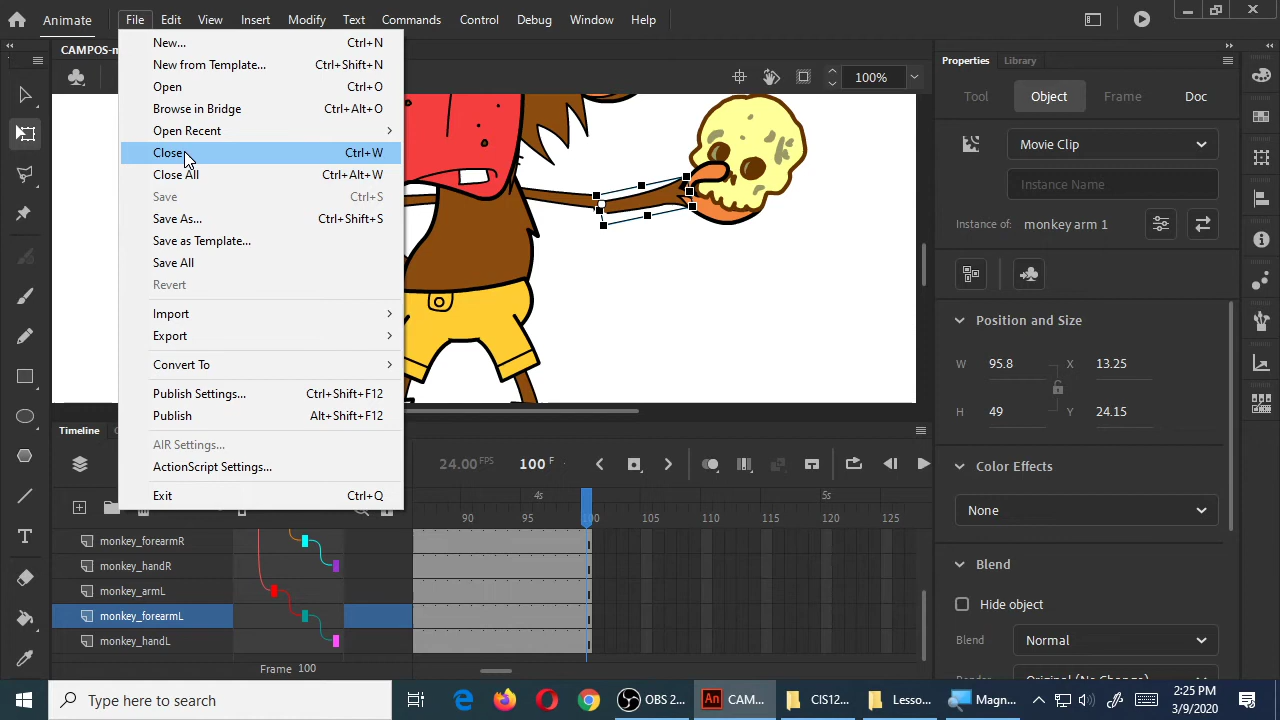 Animate File Edit View Insert Modify Text Commands Control Debug Window Help
CAMPOS-m
New... Ctrl+N
New from Template... Ctrl+Shift+N
Open Ctrl+O
Browse in Bridge Ctrl+Alt+O
Open Recent
Close Ctrl+W
Close All Ctrl+Alt+W
Save Ctrl+S
Save As... Ctrl+Shift+S
Save as Template...
Save All
Revert
Import
Export
Convert To
Publish Settings... Ctrl+Shift+F12
Publish Alt+Shift+F12
AIR Settings...
ActionScript Settings...
Exit Ctrl+Q
100%
Properties Library
Tool Object Frame Doc
Movie Clip
Instance Name
Instance of: monkey arm 1
Position and Size
W 95.8 X 13.25
H 49 Y 24.15
Color Effects
None
Blend
Hide object
Blend Normal
Original (No Change)
Timeline
24.00 FPS 100 F
4s 5s
90 95 100 105 110 115 120 125
monkey_forearmR
monkey_handR
monkey_armL
monkey_forearmL
monkey_handL
Frame 100
Type here to search
OBS 2... CAM... CIS12... Lesso... Magn...
2:25 PM
3/9/2020